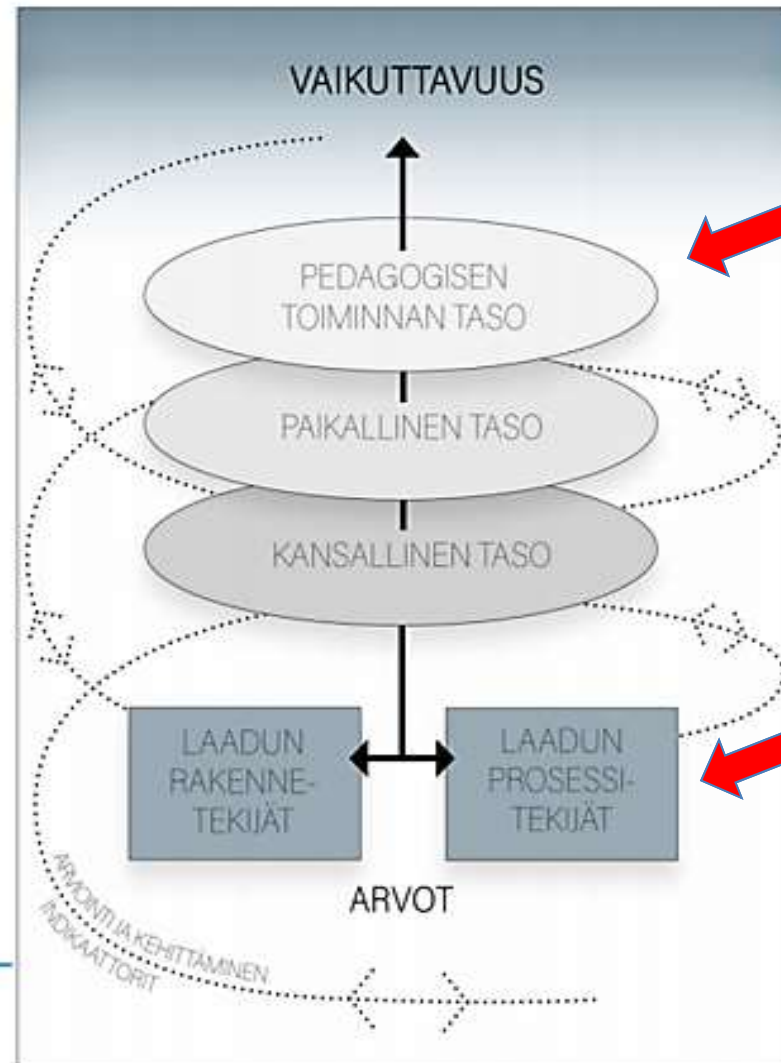 VAIKUTTAVUUS
PEDAGOGISEN
TOIMINNAN TASO
PAIKALLINEN TASO
KANSALLINEN TASO
LAADUN
RAKENNE-
TEKIJÄT
LAADUN
PROSESSI-
TEKIJÄT
ARVOT
ARVIOINTI JA KEHITTÄMINEN
INDIKAATTORIT